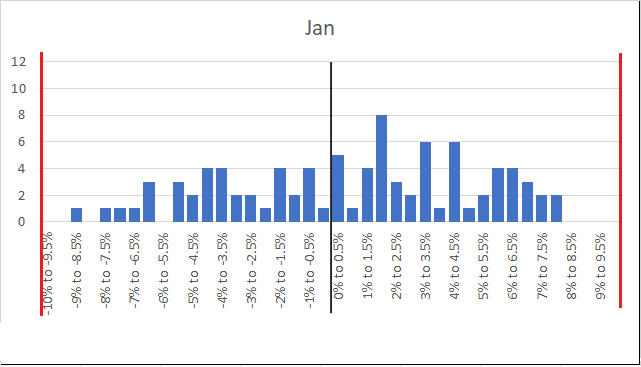 Jan
12
10
8
6
4
2
0
-10% to -9.5%
-9% to -8.5%
-8% to -7.5%
-7% to -6.5%
-6% to -5.5%
-5% to -4.5%
-4% to -3.5%
-3% to -2.5%
-2% to -1.5%
-1% to -0.5%
0% to 0.5%
1% to 1.5%
2% to 2.5%
3% to 3.5%
4% to 4.5%
5% to 5.5%
6% to 6.5%
7% to 7.5%
8% to 8.5%
9% to 9.5%